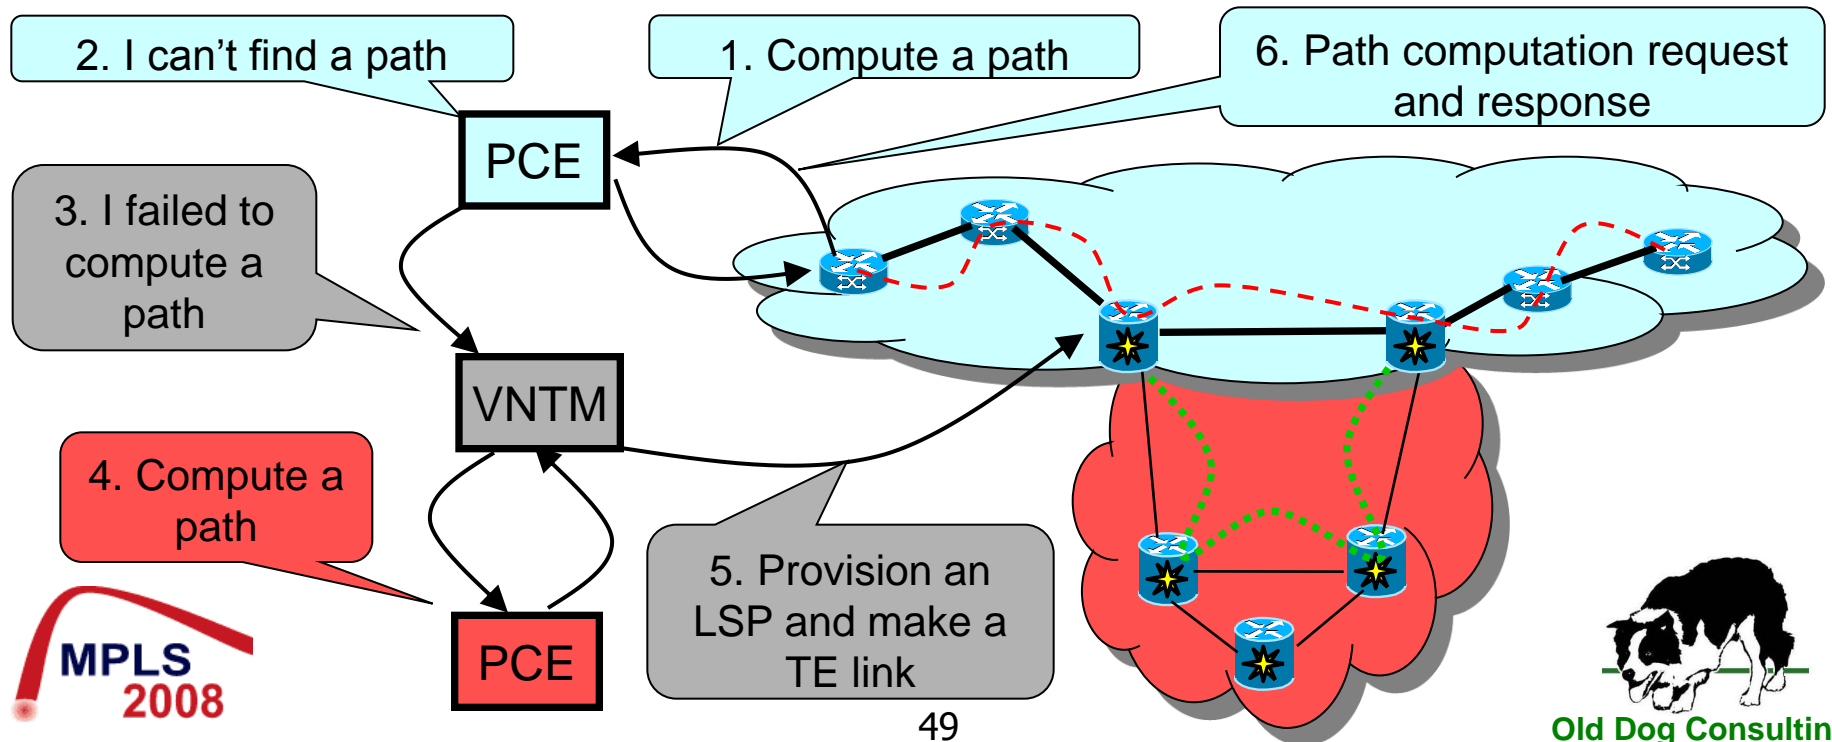 2. I can't find a path
1. Compute a path
6. Path computation request
and response
PCE
3. I failed to
compute a
path
VNTM
4. Compute a
path
5. Provision an
LSP and make a
TE link
PCE
MPLS
2008
49
Old Dog Consultin